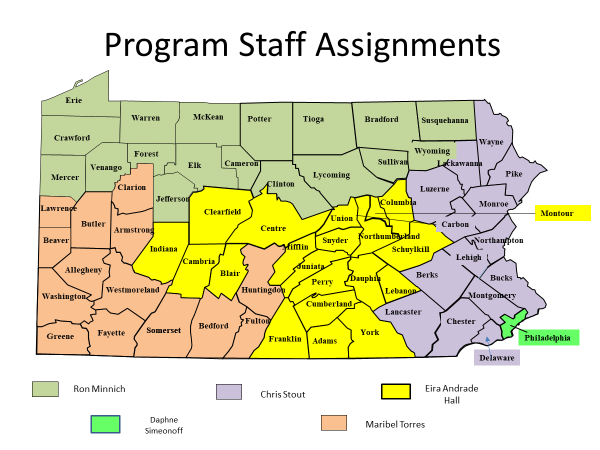 Program Staff Assignments
Erie
Warren
McKean
Potter
Tioga
Bradford
Susquehanna
Crawford
Wayne
Forest
Wyoming
Lackawanna
Venango
Elk
Cameron
Sullivan
Mercer
Lycoming
Pike
Clarion
Jefferson
Clinton
Luzerne
Lawrence
Clearfield
Columbia
Monroe
Butler
Centre
Union
Montour
Armstrong
Carbon
Beaver
Indiana
Mifflin
Snyder
Northumberland
Northampton
Schuylkill
Cambria
Lehigh
Allegheny
Blair
Juniata
Berks
Bucks
Westmoreland
Huntingdon
Perry
Dauphin
Lebanon
Washington
Montgomery
Cumberland
Lancaster
Greene
Fayette
Somerset
Bedford
Fulton
Franklin
Adams
York
Chester
Philadelphia
Delaware
Ron Minnich
Chris Stout
Eira Andrade
Hall
Daphne
Simeonoff
Maribel Torres